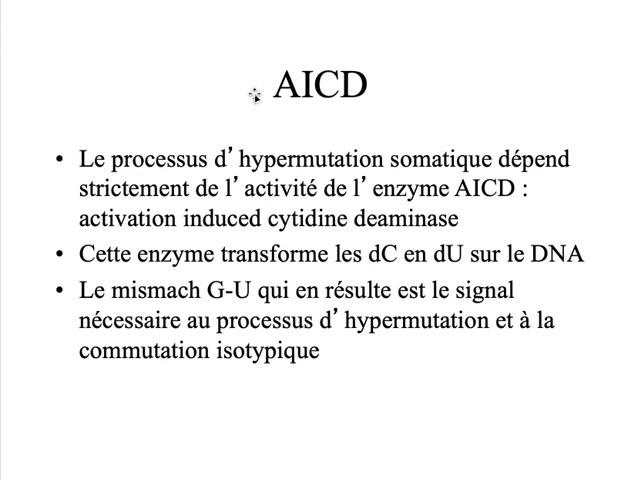 AICD
• Le processus d’hypermutation somatique dépend
strictement de l’activité de l’enzyme AICD :
activation induced cytidine deaminase
• Cette enzyme transforme les dC en dU sur le DNA
• Le mismach G-U qui en résulte est le signal
nécessaire au processus d’hypermutation et à la
commutation isotypique